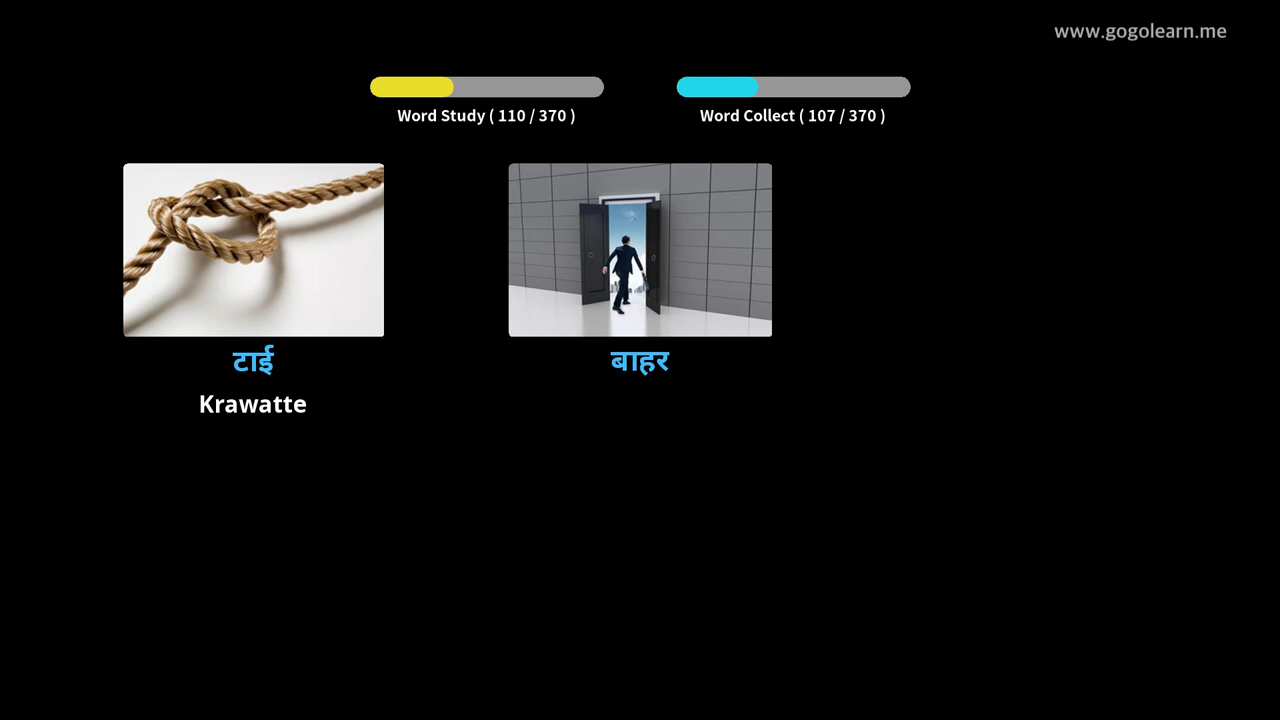 www.gogolearn.me
Word Study ( 110 / 370 )
Word Collect ( 107 / 370 )
टाई
बाहर
Krawatte